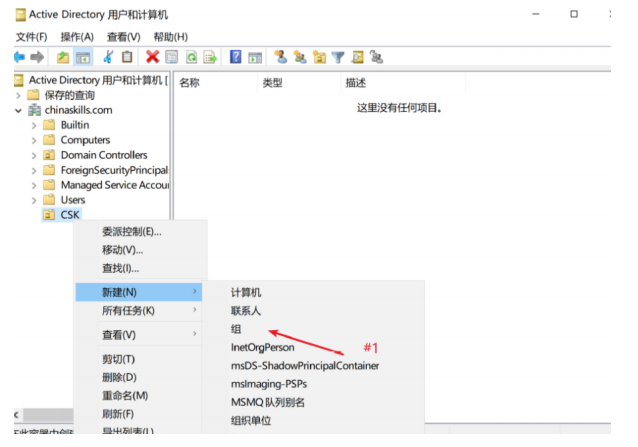 Active Directory 用户和计算机
文件(F) 操作(A) 查看(V) 帮助(H)
Active Directory 用户和计算机 [
名称 类型 描述
保存的查询
这里没有任何项目。
chinaskills.com
Builtin
Computers
Domain Controllers
ForeignSecurityPrincipal
Managed Service Accou
Users
CSK
委派控制(E)...
移动(V)...
查找(I)...
新建(N)
所有任务(K)
查看(V)
剪切(T)
删除(D)
重命名(M)
刷新(F)
导出列表(L)
计算机
联系人
组
#1
InetOrgPerson
msDS-ShadowPrincipalContainer
msImaging-PSPs
MSMQ 队列别名
组织单位